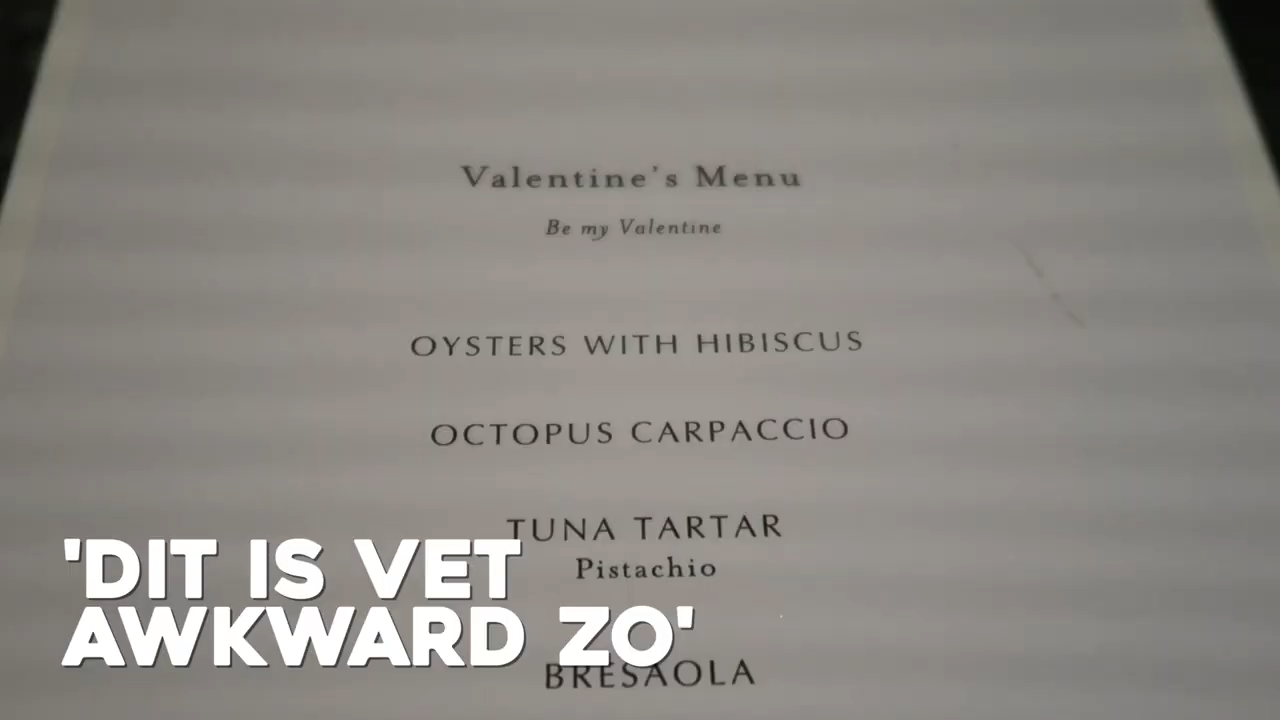 Valentine's Menu
Be my Valentine
OYSTERS WITH HIBISCUS
OCTOPUS CARPACCIO
TUNA TARTAR
Pistachio
BRESAOLA
'DIT IS VET
AWKWARD ZO'